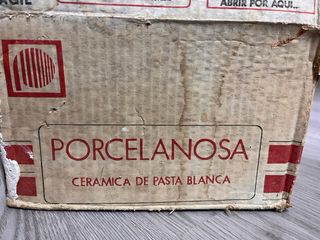 ABRIR POR AQUI...
PORCELANOSA
CERAMICA DE PASTA BLANCA